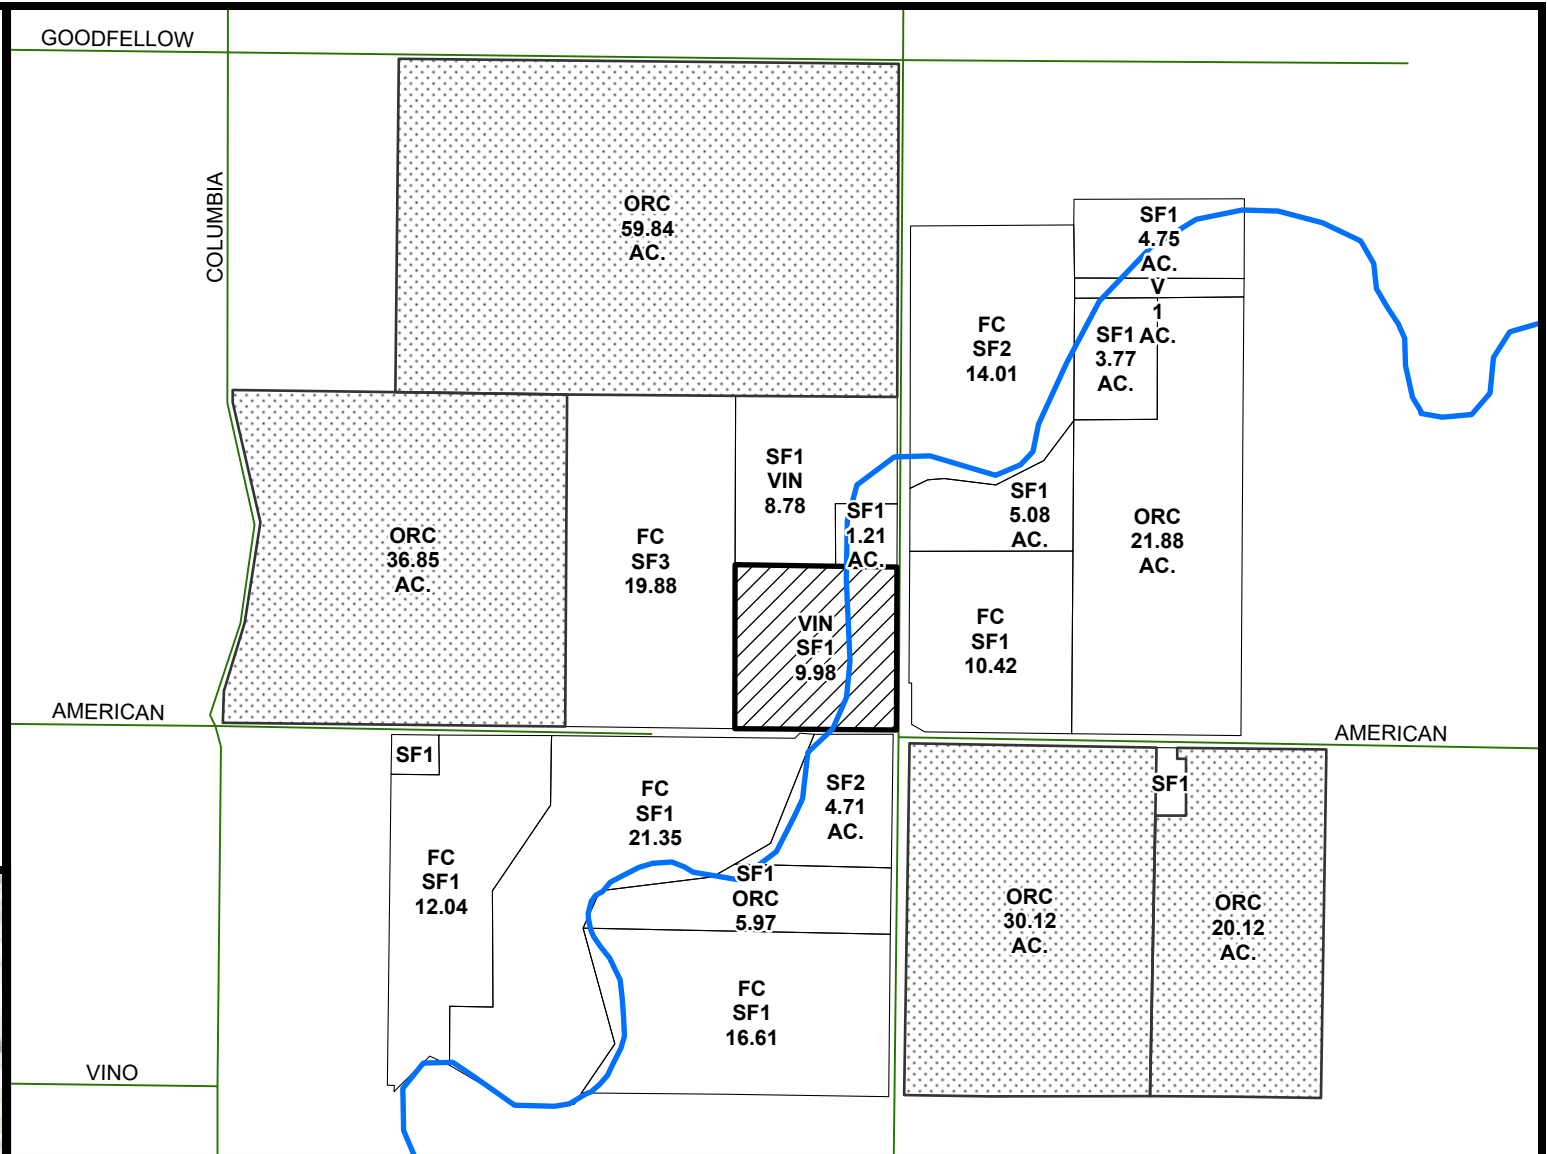 GOODFELLOW
COLUMBIA
ORC
59.84
AC.
SF1
4.75
AC.
V
1
AC.
FC
SF2
14.01
SF1
3.77
AC.
SF1
VIN
8.78
SF1
1.21
AC.
SF1
5.08
AC.
ORC
21.88
AC.
ORC
36.85
AC.
FC
SF3
19.88
VIN
SF1
9.98
FC
SF1
10.42
AMERICAN
AMERICAN
SF1
FC
SF1
21.35
SF2
4.71
AC.
SF1
FC
SF1
12.04
SF1
ORC
5.97
ORC
30.12
AC.
ORC
20.12
AC.
FC
SF1
16.61
VINO